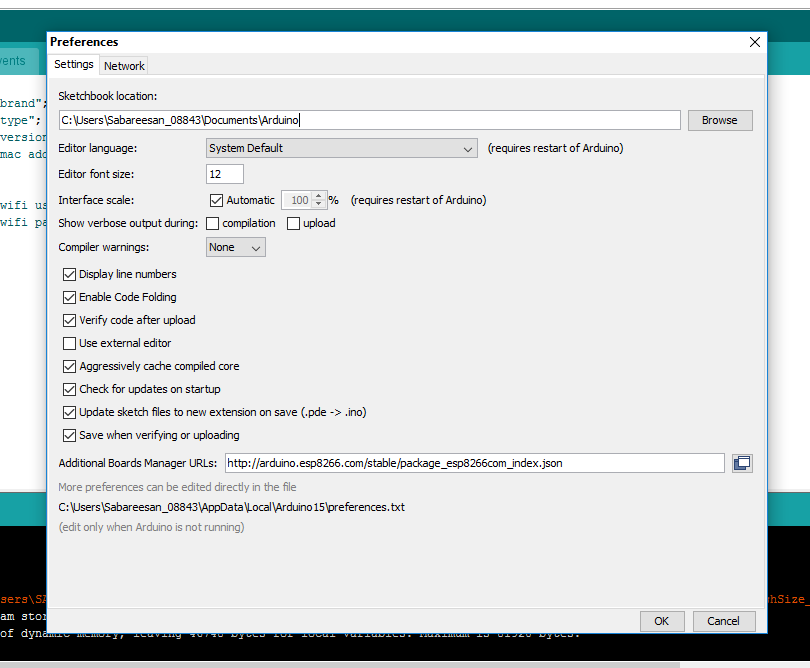 Preferences
Settings Network
vents
Sketchbook location:
brand";
C:\Users\Sabareesan_08843\Documents\Arduino Browse
type";
version
Editor language: System Default (requires restart of Arduino)
mac add
Editor font size: 12
Interface scale: Automatic 100 % (requires restart of Arduino)
wifi us
Show verbose output during: compilation upload
wifi pa
Compiler warnings: None
Display line numbers
Enable Code Folding
Verify code after upload
Use external editor
Aggressively cache compiled core
Check for updates on startup
Update sketch files to new extension on save (.pde -> .ino)
Save when verifying or uploading
Additional Boards Manager URLs: http://arduino.esp8266.com/stable/package_esp8266com_index.json
More preferences can be edited directly in the file
C:\Users\Sabareesan_08843\AppData\Local\Arduino15\preferences.txt
(edit only when Arduino is not running)
sers\SA hSize_
am stor
OK Cancel
of dynamic memory, leaving bytes for local variables. Maximum is 81920 bytes.